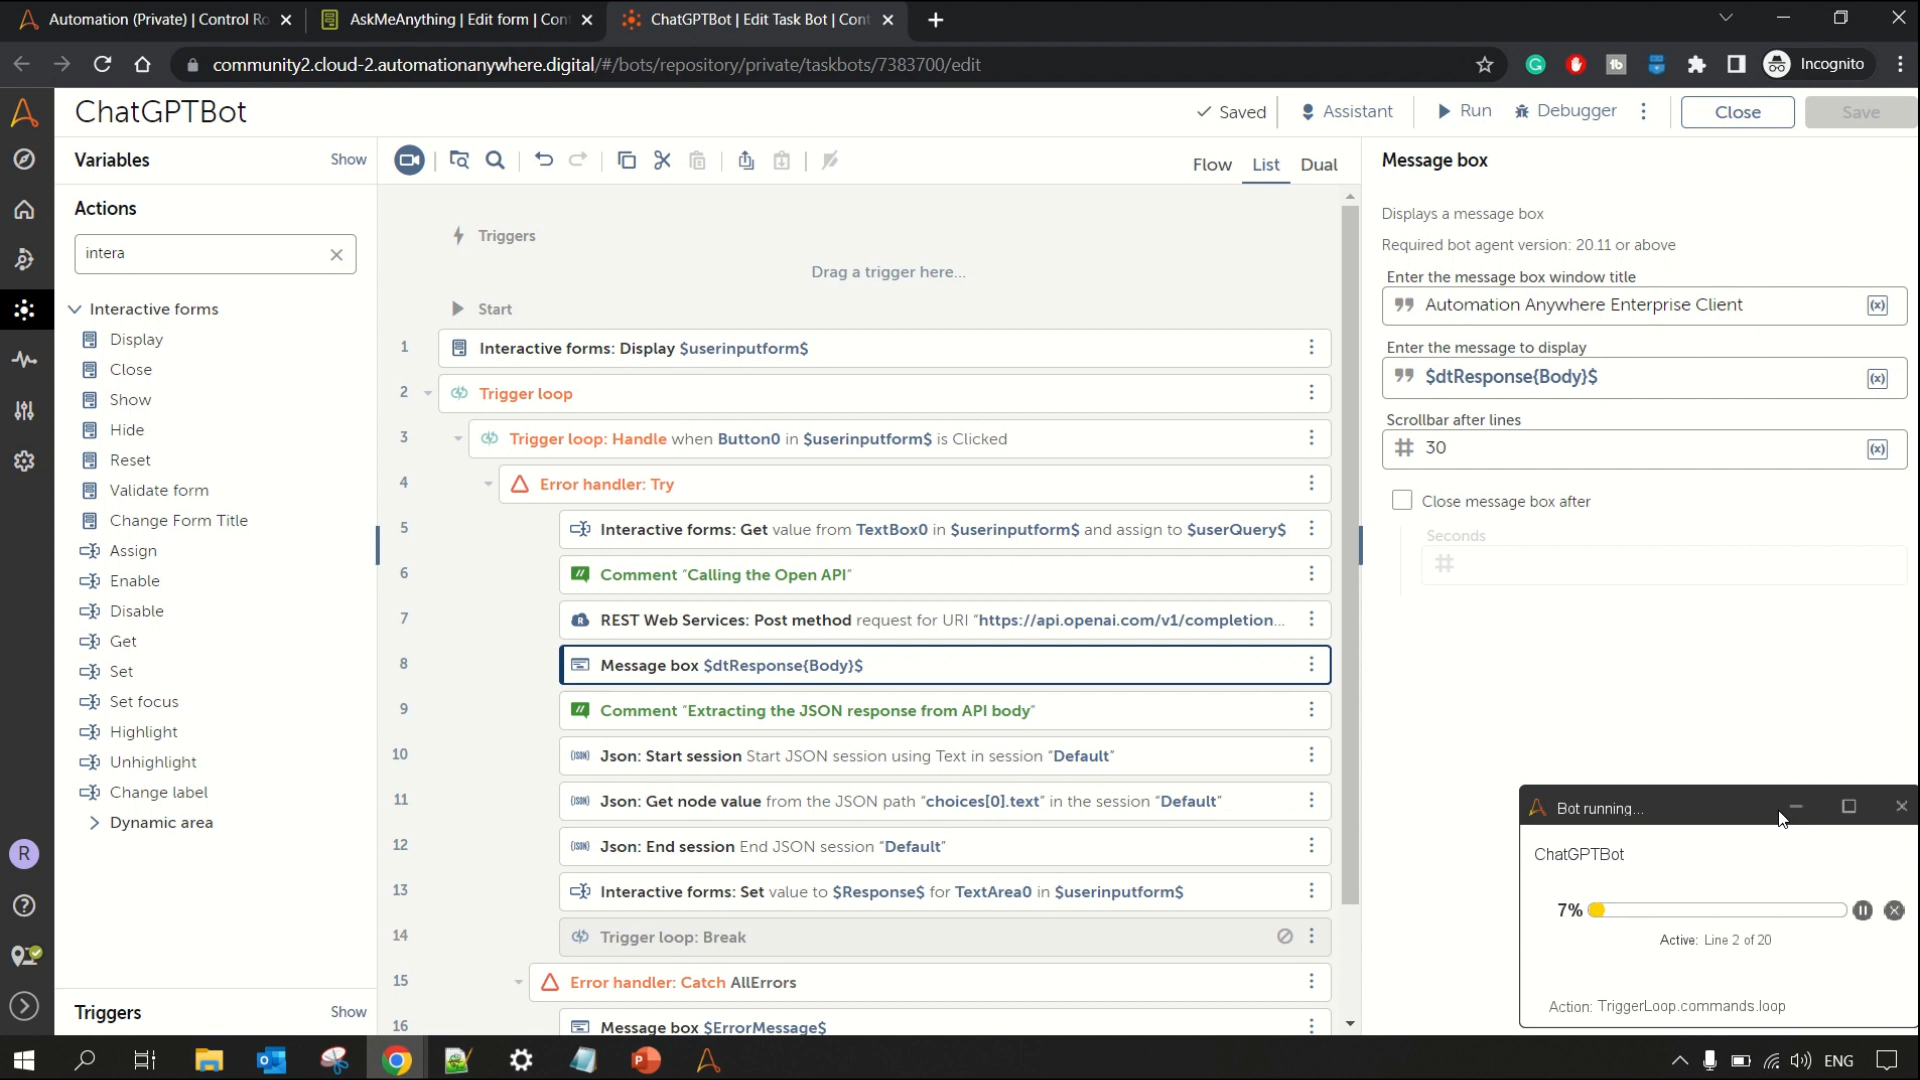 Automation (Private) | Control Ro
AskMeAnything | Edit form | Con
ChatGPTBot | Edit Task Bot | Cont
community2.cloud-2.automationanywhere.digital/#/bots/repository/private/taskbots/7383700/edit
Incognito
ChatGPTBot
Saved
Assistant
Run
Debugger
Close
Save
Variables
Show
Flow
List
Dual
Message box
Actions
intera
Displays a message box
Required bot agent version: 20.11 or above
Enter the message box window title
Automation Anywhere Enterprise Client
Enter the message to display
$dtResponse{Body}$
Scrollbar after lines
30
Close message box after
Seconds
Interactive forms
Display
Close
Show
Hide
Reset
Validate form
Change Form Title
Assign
Enable
Disable
Get
Set
Set focus
Highlight
Unhighlight
Change label
Dynamic area
Triggers
Show
Triggers
Drag a trigger here...
Start
1 Interactive forms: Display $userinputform$
2 Trigger loop
3 Trigger loop: Handle when Button0 in $userinputform$ is Clicked
4 Error handler: Try
5 Interactive forms: Get value from TextBox0 in $userinputform$ and assign to $userQuery$
6 Comment "Calling the Open API"
7 REST Web Services: Post method request for URI "https://api.openai.com/v1/completion...
8 Message box $dtResponse{Body}$
9 Comment "Extracting the JSON response from API body"
10 Json: Start session Start JSON session using Text in session "Default"
11 Json: Get node value from the JSON path "choices[0].text" in the session "Default"
12 Json: End session End JSON session "Default"
13 Interactive forms: Set value to $Response$ for TextArea0 in $userinputform$
14 Trigger loop: Break
15 Error handler: Catch AllErrors
16 Message box $ErrorMessage$
Bot running...
ChatGPTBot
7%
Active: Line 2 of 20
Action: TriggerLoop.commands.loop
R
ENG